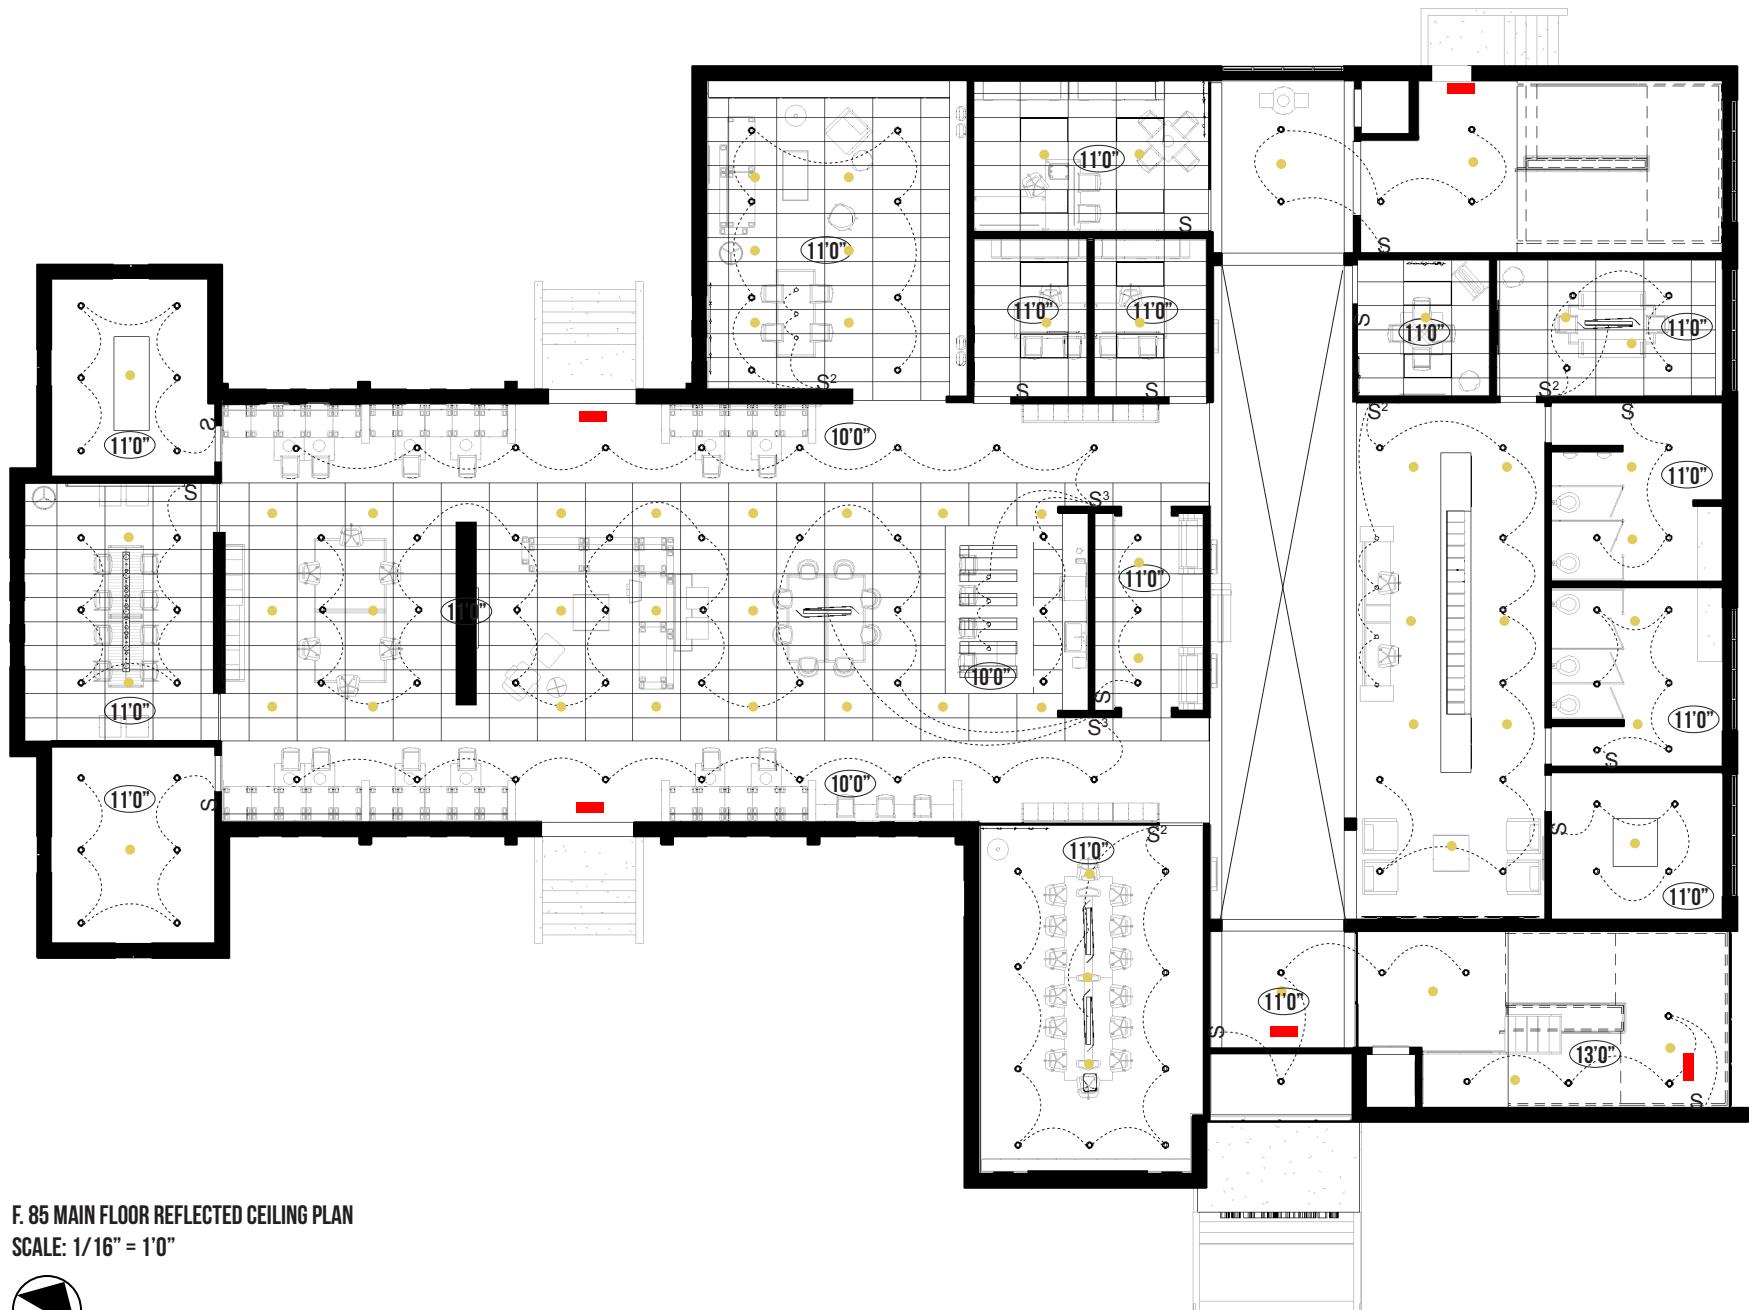 11’0”
S
S
11’0”
11’0”
S²
11’0”
S
11’0”
S
S
11’0”
11’0”
S²
11’0”
S
S
10’0”
S²
S
11’0”
S
S³
11’0”
11’0”
10’0”
S
11’0”
S³
11’0”
S
11’0”
S
10’0”
S
11’0”
S²
11’0”
S
11’0”
13’0”
S
F. 85 MAIN FLOOR REFLECTED CEILING PLAN
SCALE: 1/16” = 1’0”